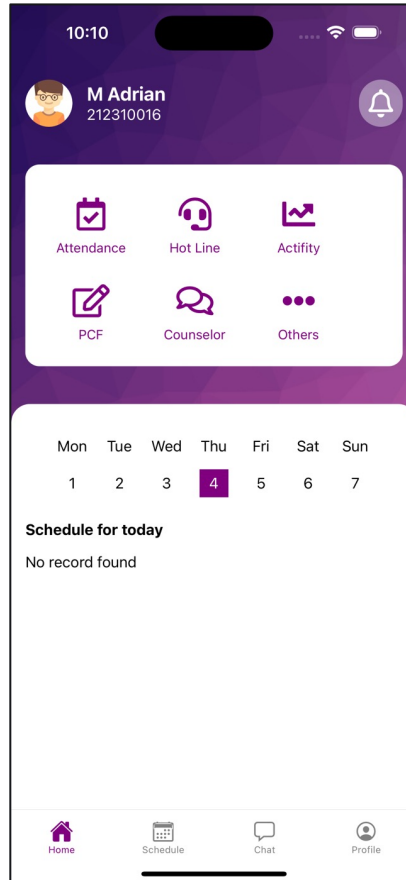 10:10
M Adrian
212310016
Attendance Hot Line Actifity
PCF Counselor Others
Mon Tue Wed Thu Fri Sat Sun
1 2 3 4 5 6 7
Schedule for today
No record found
Home Schedule Chat Profile